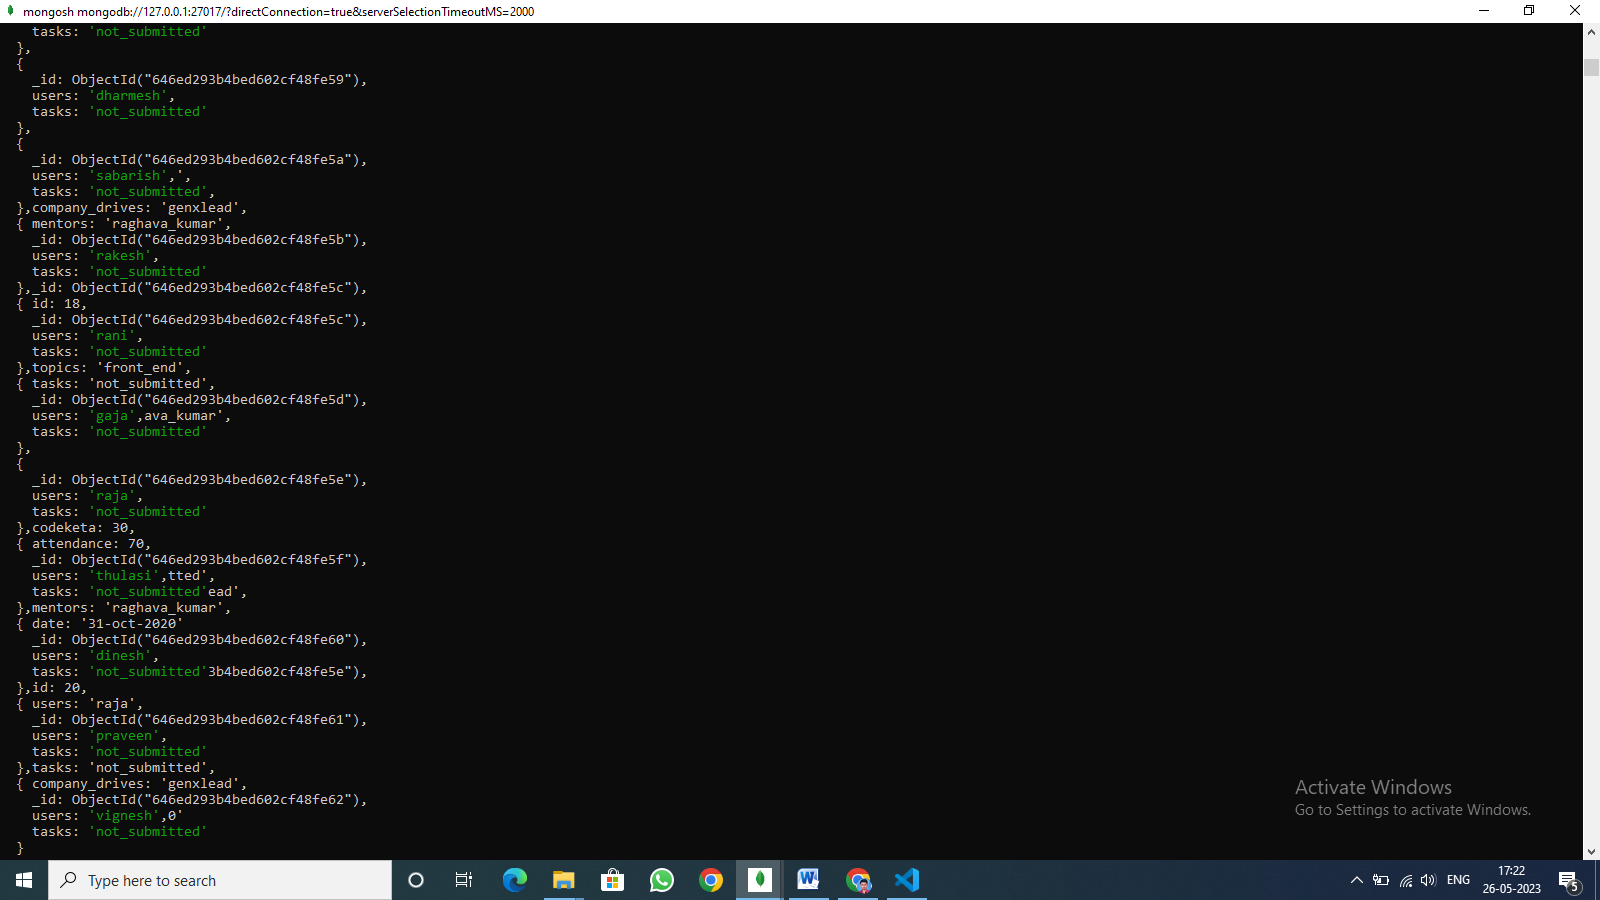 mongosh mongodb://127.0.0.1:27017/?directConnection=true&serverSelectionTimeoutMS=2000
tasks: 'not_submitted'
},
{
_id: ObjectId("646ed293b4bed602cf48fe59"),
users: 'dharmesh',
tasks: 'not_submitted'
},
{
_id: ObjectId("646ed293b4bed602cf48fe5a"),
users: 'sabarish',',
tasks: 'not_submitted',
},company_drives: 'genxlead',
{ mentors: 'raghava_kumar',
_id: ObjectId("646ed293b4bed602cf48fe5b"),
users: 'rakesh',
tasks: 'not_submitted'
},_id: ObjectId("646ed293b4bed602cf48fe5c"),
{ id: 18,
_id: ObjectId("646ed293b4bed602cf48fe5c"),
users: 'rani',
tasks: 'not_submitted'
},topics: 'front_end',
{ tasks: 'not_submitted',
_id: ObjectId("646ed293b4bed602cf48fe5d"),
users: 'gaja',ava_kumar',
tasks: 'not_submitted'
},
{
_id: ObjectId("646ed293b4bed602cf48fe5e"),
users: 'raja',
tasks: 'not_submitted'
},codeketa: 30,
{ attendance: 70,
_id: ObjectId("646ed293b4bed602cf48fe5f"),
users: 'thulasi',tted',
tasks: 'not_submitted'ead',
},mentors: 'raghava_kumar',
{ date: '31-oct-2020'
_id: ObjectId("646ed293b4bed602cf48fe60"),
users: 'dinesh',
tasks: 'not_submitted'3b4bed602cf48fe5e"),
},id: 20,
{ users: 'raja',
_id: ObjectId("646ed293b4bed602cf48fe61"),
users: 'praveen',
tasks: 'not_submitted'
},tasks: 'not_submitted',
{ company_drives: 'genxlead',
_id: ObjectId("646ed293b4bed602cf48fe62"),
users: 'vignesh',0'
tasks: 'not_submitted'
}
Activate Windows
Go to Settings to activate Windows.
Type here to search
ENG
17:22
26-05-2023
5